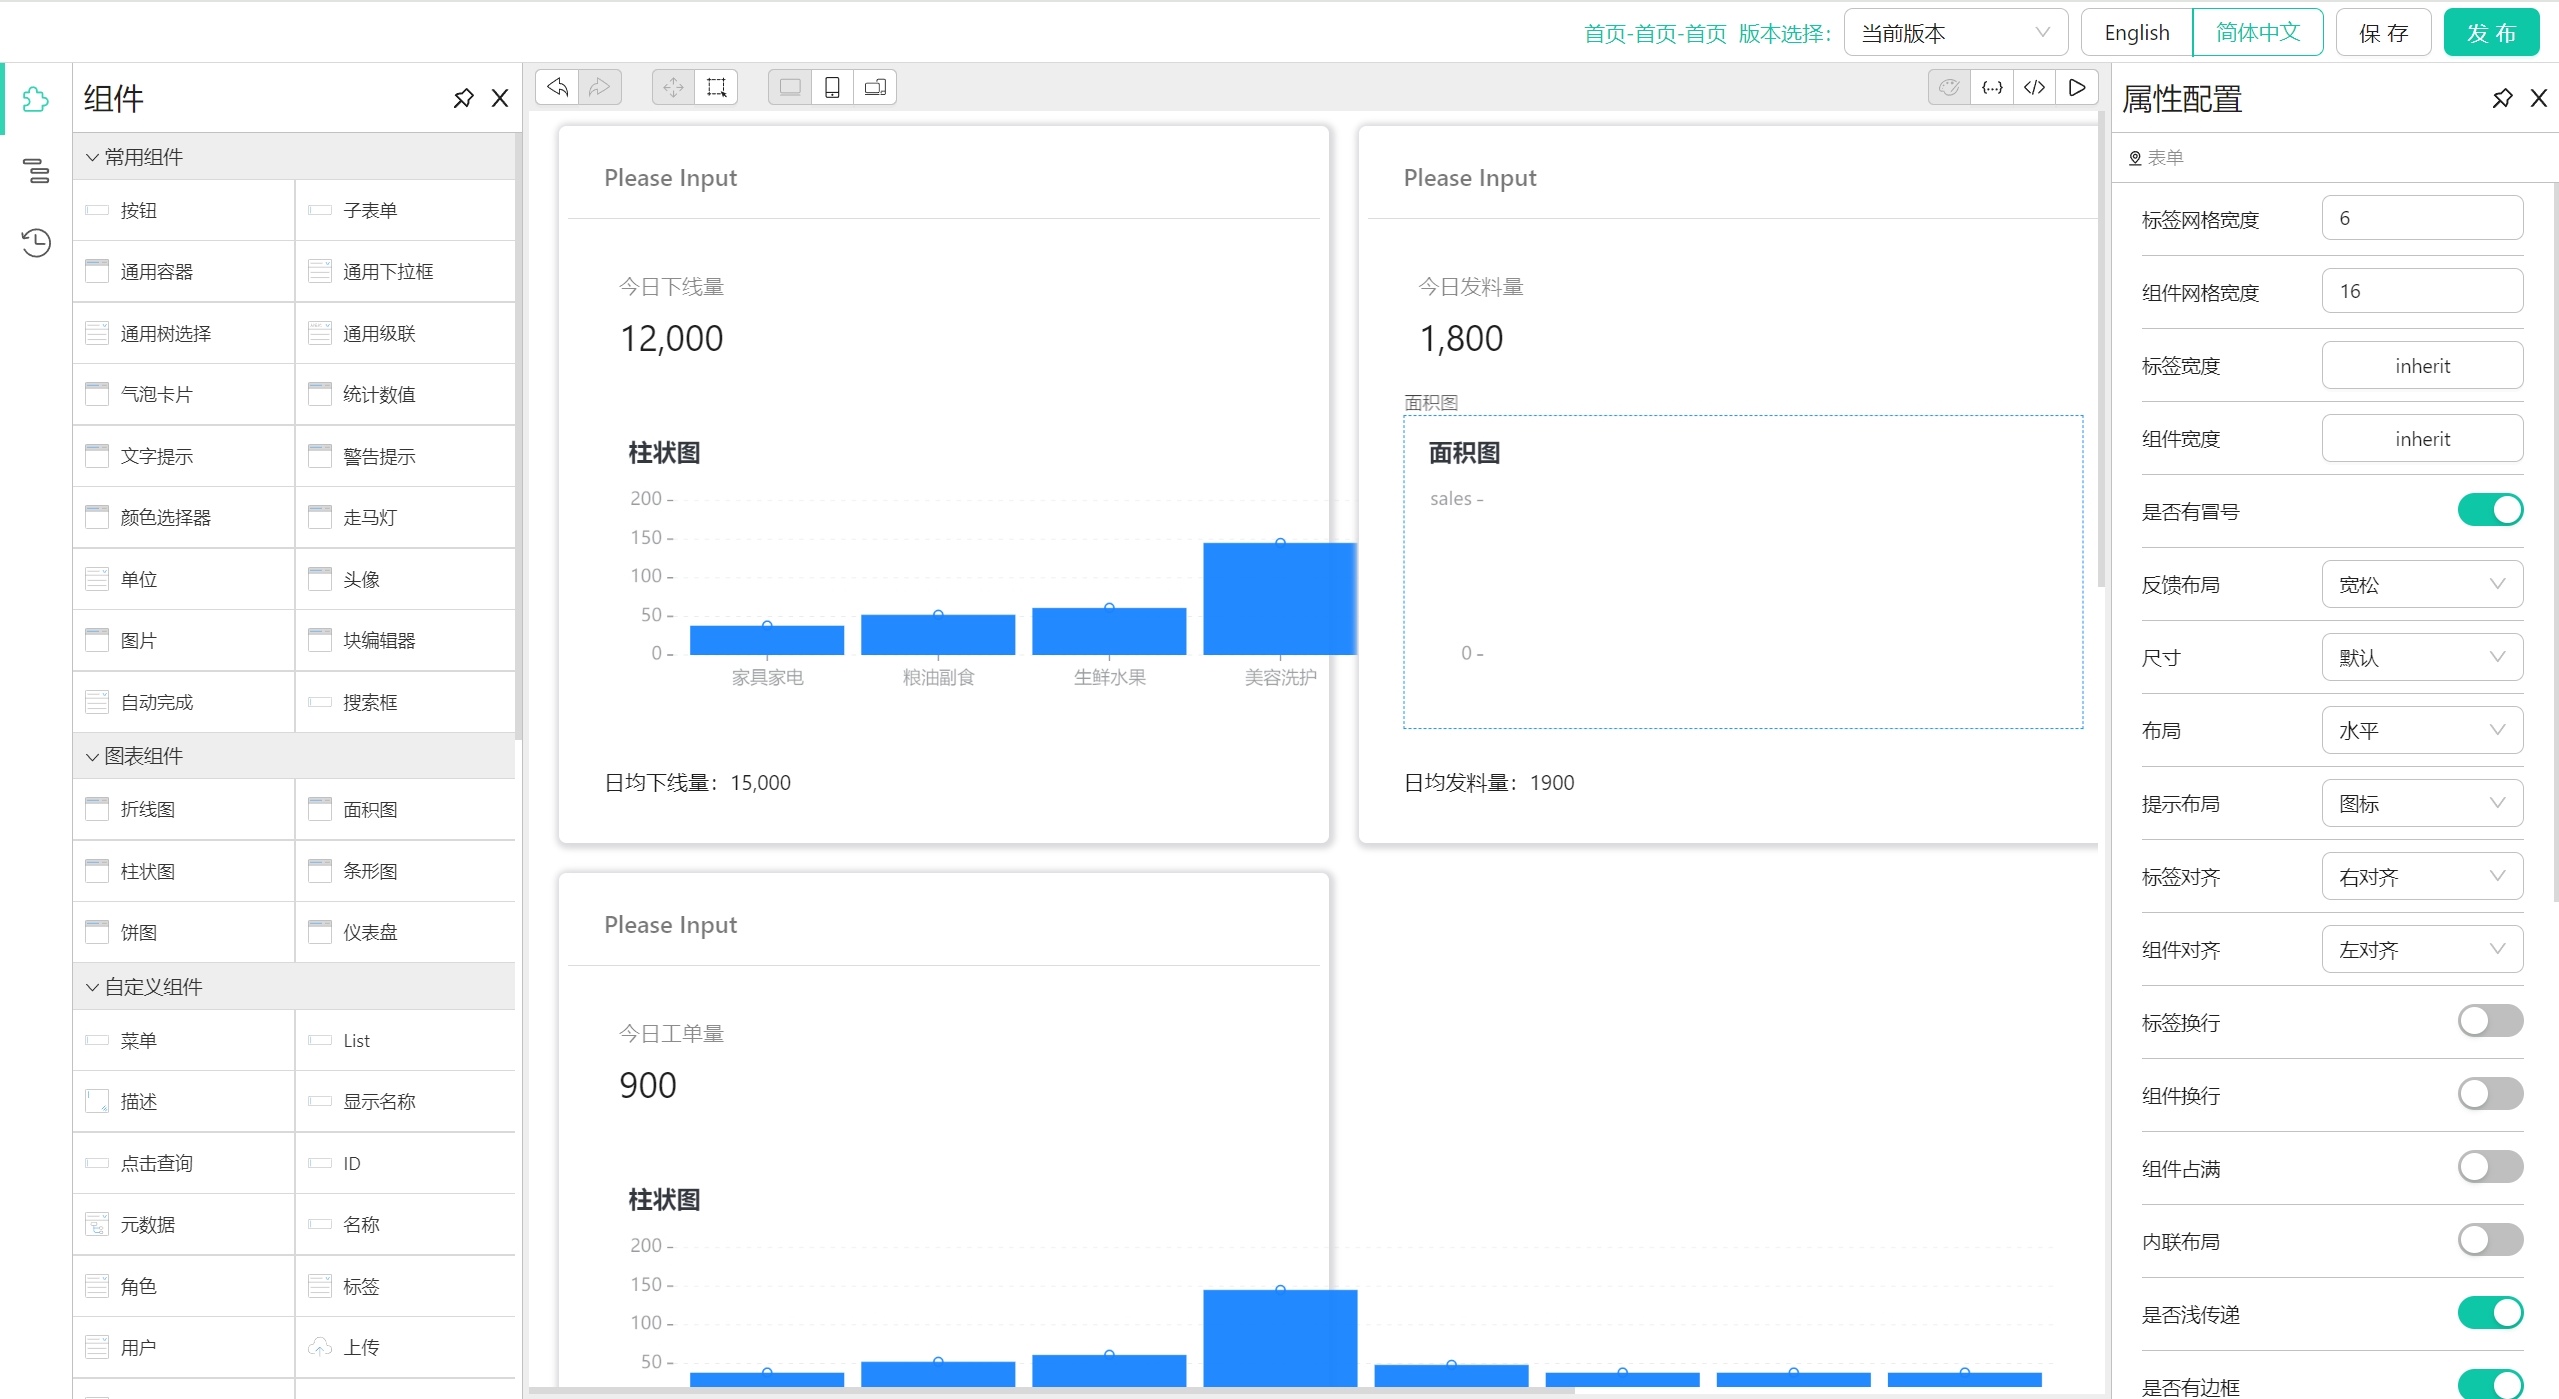 首页-首页-首页 版本选择: 当前版本 English 简体中文 保 存 发 布
组件
常用组件
按钮 子表单
通用容器 通用下拉框
通用树选择 通用级联
气泡卡片 统计数值
文字提示 警告提示
颜色选择器 走马灯
单位 头像
图片 块编辑器
自动完成 搜索框
图表组件
折线图 面积图
柱状图 条形图
饼图 仪表盘
自定义组件
菜单 List
描述 显示名称
点击查询 ID
元数据 名称
角色 标签
用户 上传
Please Input
今日下线量
12,000
柱状图
200
150
100
50
0
家具家电 粮油副食 生鲜水果 美容洗护
日均下线量：15,000
Please Input
今日发料量
1,800
面积图
面积图
sales
0
日均发料量：1900
Please Input
今日工单量
900
柱状图
200
150
100
50
属性配置
表单
标签网格宽度 6
组件网格宽度 16
标签宽度 inherit
组件宽度 inherit
是否有冒号
反馈布局 宽松
尺寸 默认
布局 水平
提示布局 图标
标签对齐 右对齐
组件对齐 左对齐
标签换行
组件换行
组件占满
内联布局
是否浅传递
是否有边框